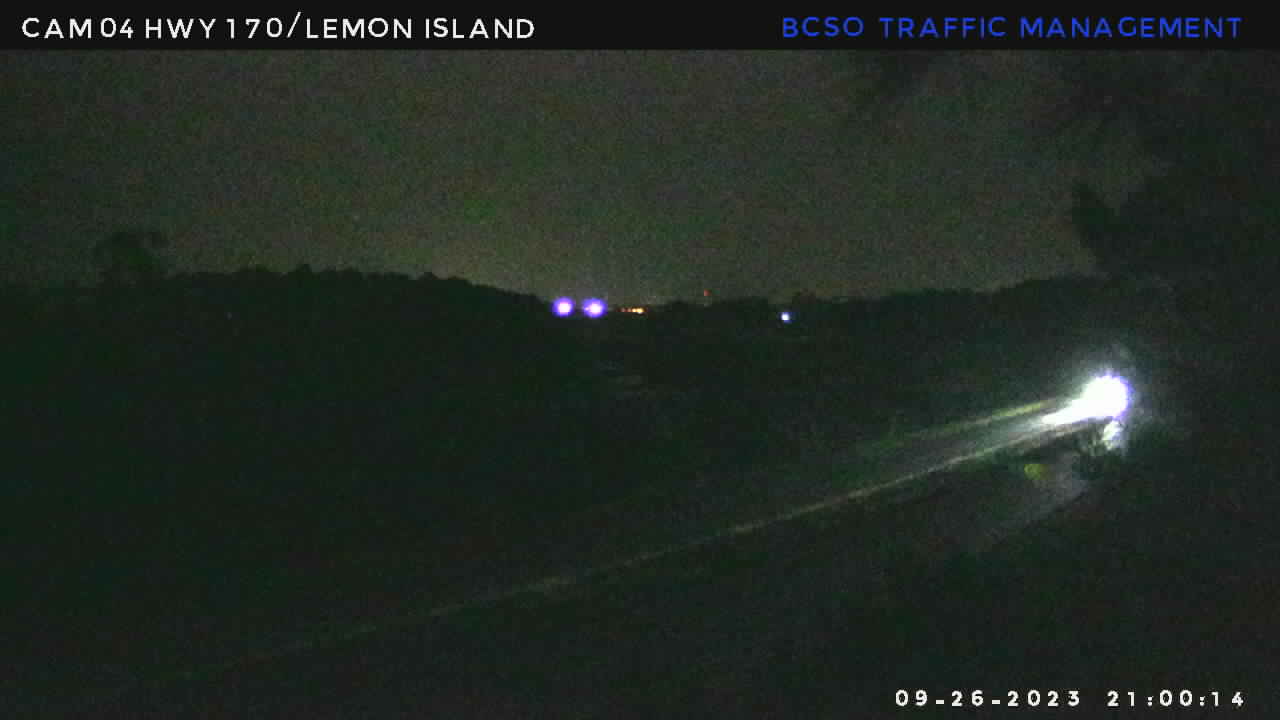 CAM04 HWY 170/LEMON ISLAND
BCSO TRAFFIC MANAGEMENT
09-26-2023 21:00:14